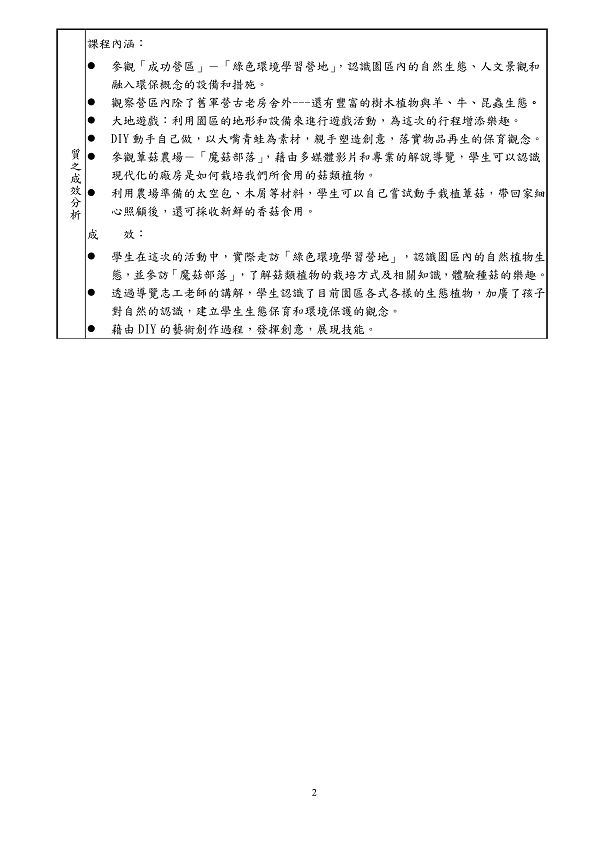 課程內涵：
● 參觀「成功營區」－「綠色環境學習營地」，認識園區內的自然生態、人文景觀和
融入環保概念的設備和措施。
● 觀察營區內除了舊軍營古老房舍外---還有豐富的樹木植物與羊、牛、昆蟲生態。
● 大地遊戲：利用園區的地形和設備來進行遊戲活動，為這次的行程增添樂趣。
● DIY 動手自己做，以大嘴青蛙為素材，親手塑造創意，落實物品再生的保育觀念。
● 參觀蕈菇農場－「魔菇部落」，藉由多媒體影片和專業的解說導覽，學生可以認識
現代化的廠房是如何栽培我們所食用的菇類植物。
● 利用農場準備的太空包、木屑等材料，學生可以自己嘗試動手栽植蕈菇，帶回家細
心照顧後，還可採收新鮮的香菇食用。
質之成效分析
成　　效：
● 學生在這次的活動中，實際走訪「綠色環境學習營地」，認識園區內的自然植物生
態，並參訪「魔菇部落」，了解菇類植物的栽培方式及相關知識，體驗種菇的樂趣。
● 透過導覽志工老師的講解，學生認識了目前園區各式各樣的生態植物，加廣了孩子
對自然的認識，建立學生生態保育和環境保護的觀念。
● 藉由 DIY 的藝術創作過程，發揮創意，展現技能。
2